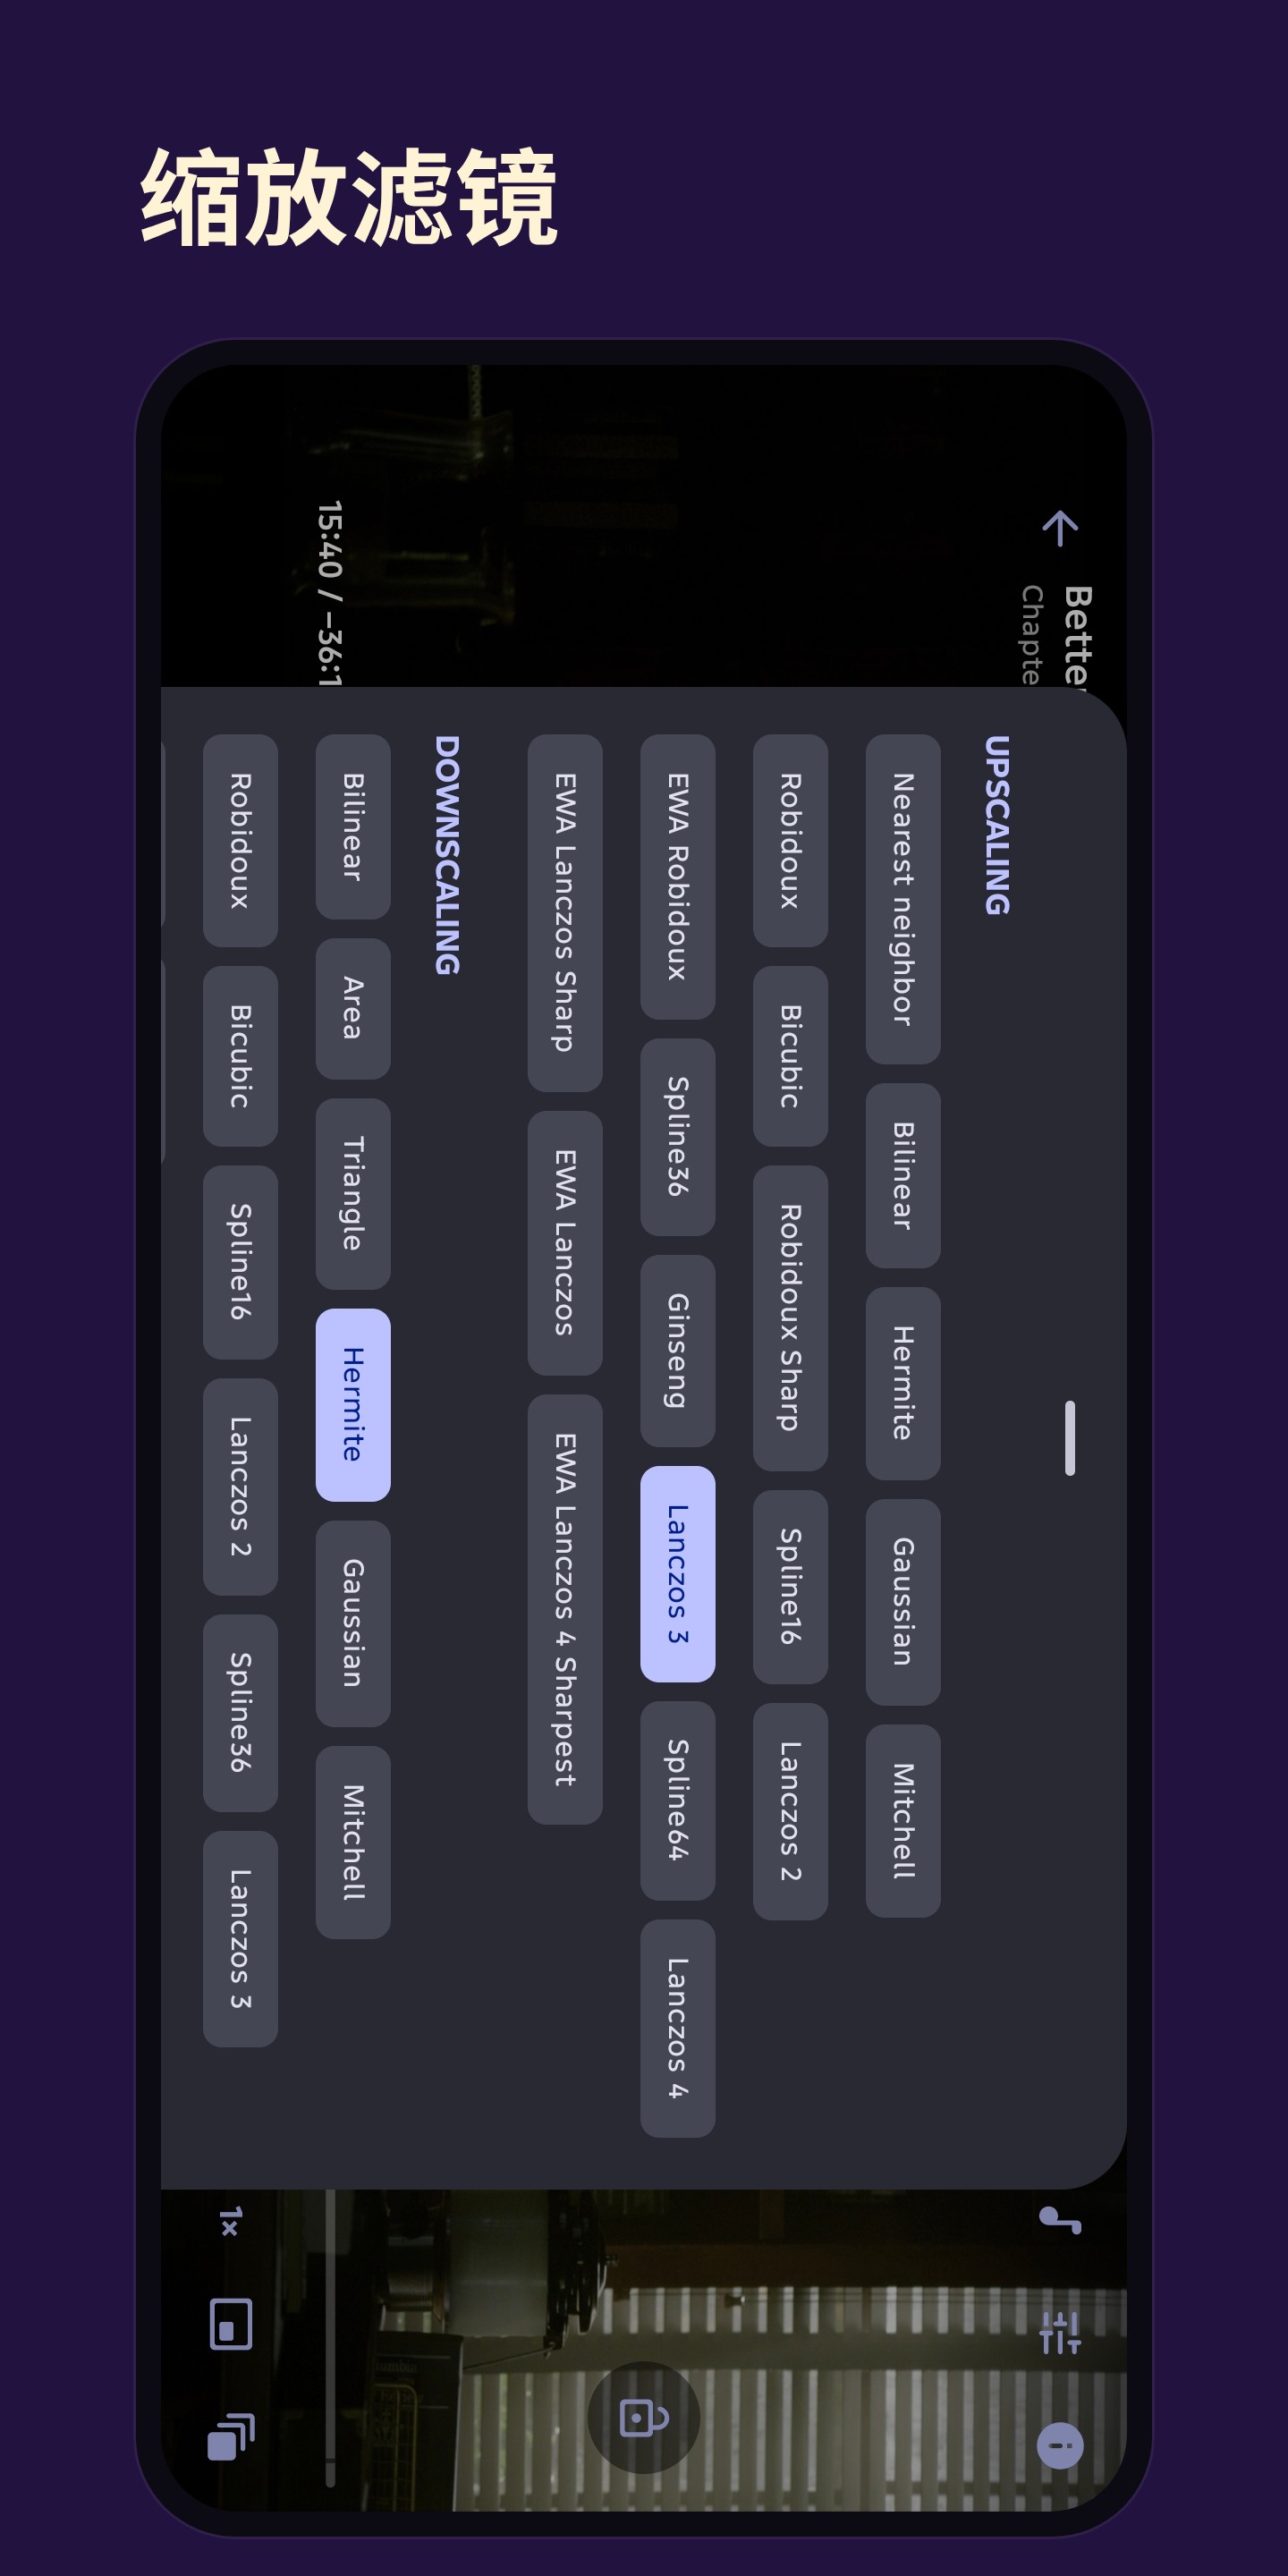 缩放滤镜
Bette
Chapte
UPSCALING
Nearest neighbor Bilinear Hermite Gaussian Mitchell
Robidoux Bicubic Robidoux Sharp Spline16 Lanczos 2
EWA Robidoux Spline36 Ginseng Lanczos 3 Spline64 Lanczos 4
EWA Lanczos Sharp EWA Lanczos EWA Lanczos 4 Sharpest
DOWNSCALING
Bilinear Area Triangle Hermite Gaussian Mitchell
Robidoux Bicubic Spline16 Lanczos 2 Spline36 Lanczos 3
15:40 / −36:1
1×